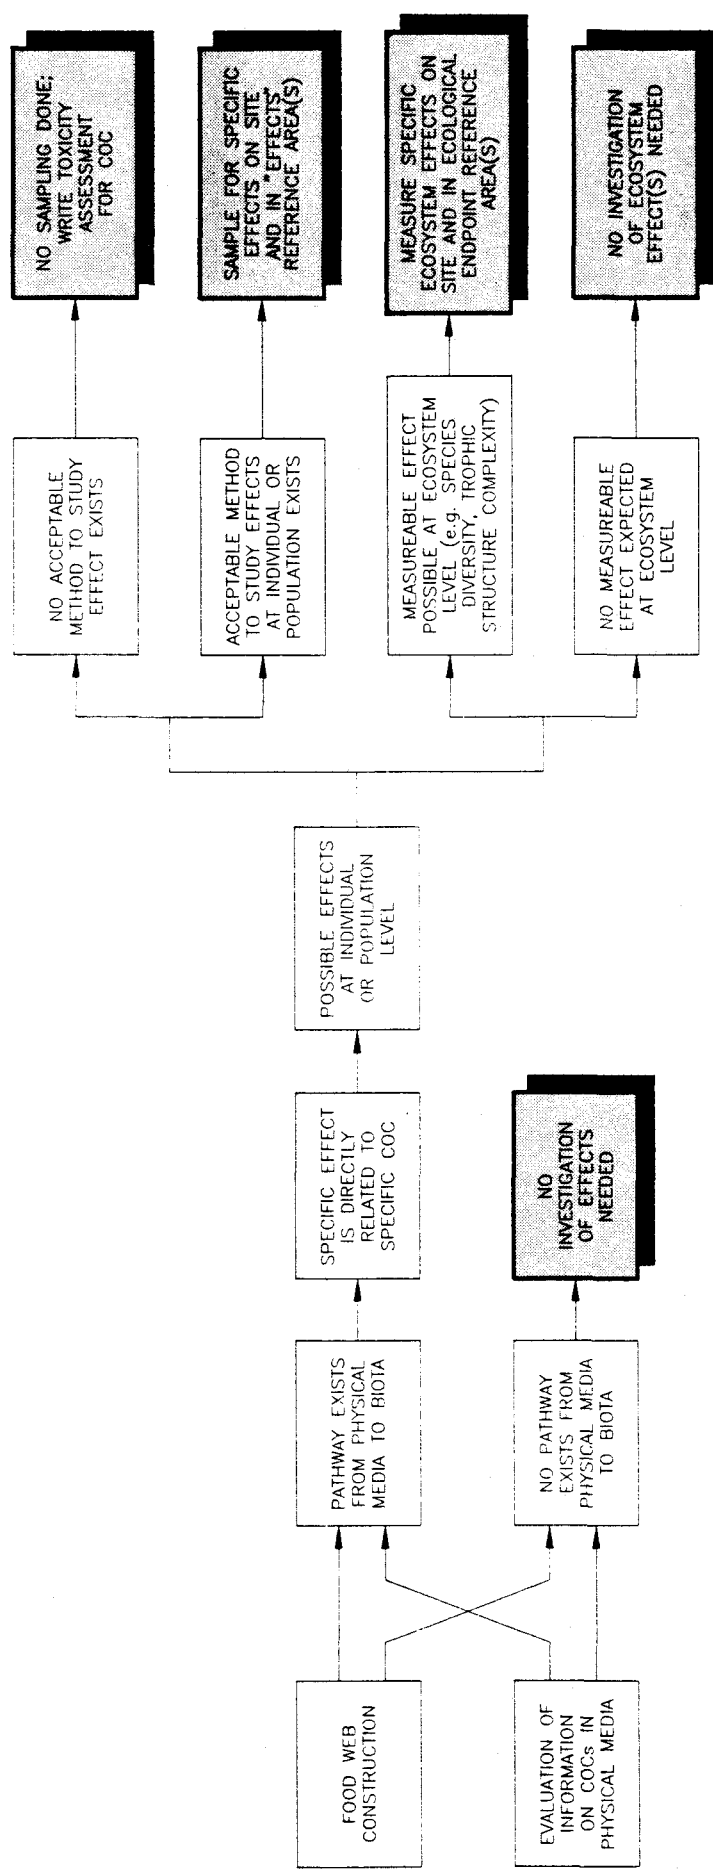 FOOD WEB
CONSTRUCTION
EVALUATION OF
INFORMATION
ON COCs IN
PHYSICAL MEDIA
PATHWAY EXISTS
FROM PHYSICAL
MEDIA TO BIOTA
NO PATHWAY
EXISTS FROM
PHYSICAL MEDIA
TO BIOTA
SPECIFIC EFFECT
IS DIRECTLY
RELATED TO
SPECIFIC COC
NO
INVESTIGATION
OF EFFECTS
NEEDED
POSSIBLE EFFECTS
AT INDIVIDUAL
OR POPULATION
LEVEL
NO ACCEPTABLE
METHOD TO STUDY
EFFECT EXISTS
ACCEPTABLE METHOD
TO STUDY EFFECTS
AT INDIVIDUAL OR
POPULATION EXISTS
MEASUREABLE EFFECT
POSSIBLE AT ECOSYSTEM
LEVEL (e.g. SPECIES
DIVERSITY, TROPHIC
STRUCTURE COMPLEXITY)
NO MEASUREABLE
EFFECT EXPECTED
AT ECOSYSTEM
LEVEL
NO SAMPLING DONE;
WRITE TOXICITY
ASSESSMENT
FOR COC
SAMPLE FOR SPECIFIC
EFFECTS ON SITE
AND IN "EFFECTS"
REFERENCE AREA(S)
MEASURE SPECIFIC
ECOSYSTEM EFFECTS ON
SITE AND IN ECOLOGICAL
ENDPOINT REFERENCE
AREA(S)
NO INVESTIGATION
OF ECOSYSTEM
EFFECT(S) NEEDED